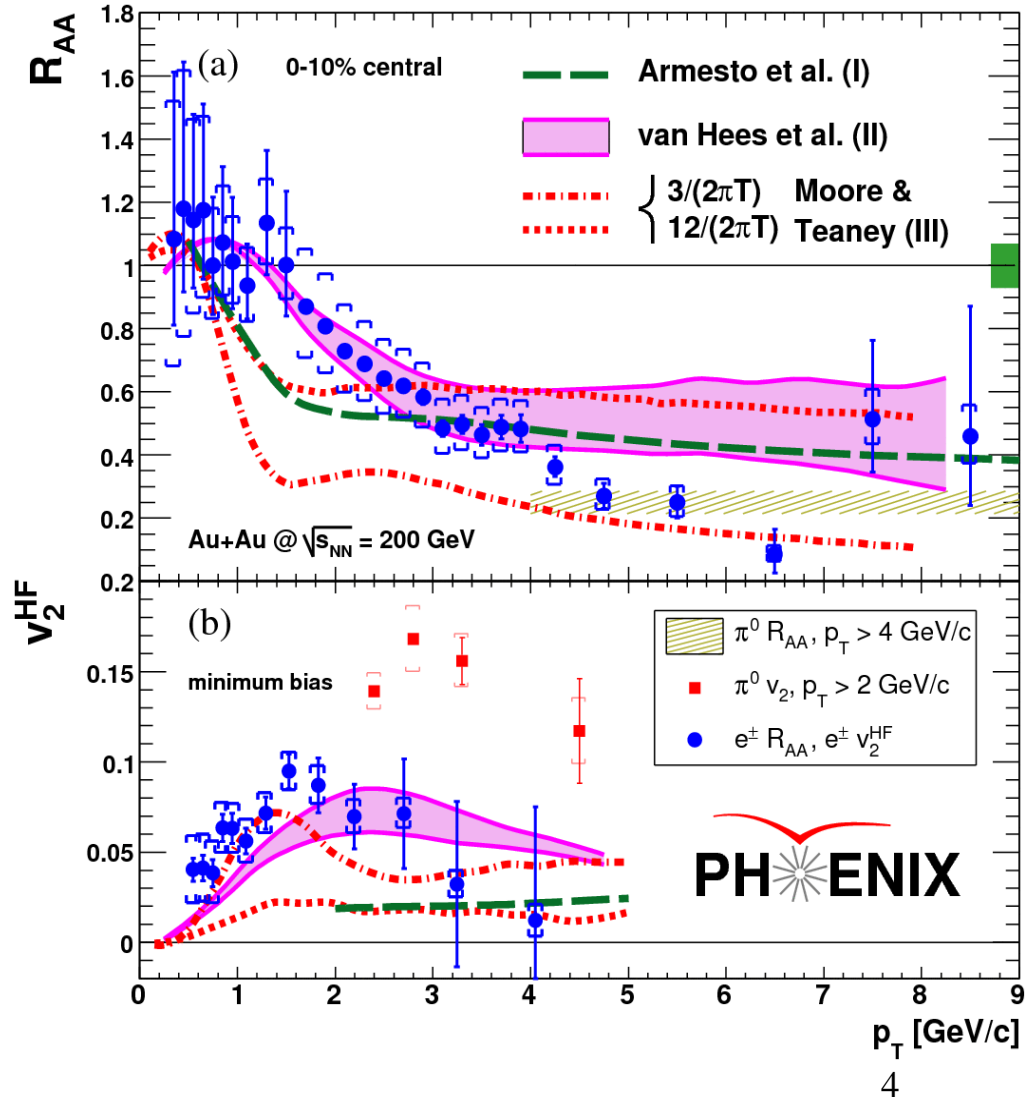 R_AA
(a)
0-10% central
Armesto et al. (I)
van Hees et al. (II)
3/(2πT) Moore &
12/(2πT) Teaney (III)
1.8
1.6
1.4
1.2
1
0.8
0.6
0.4
0.2
Au+Au @ √s_NN = 200 GeV
v_2^HF
(b)
minimum bias
π⁰ R_AA, p_T > 4 GeV/c
π⁰ v_2, p_T > 2 GeV/c
e± R_AA, e± v_2^HF
PHENIX
0.2
0.15
0.1
0.05
0
0 1 2 3 4 5 6 7 8 9
p_T [GeV/c]
4